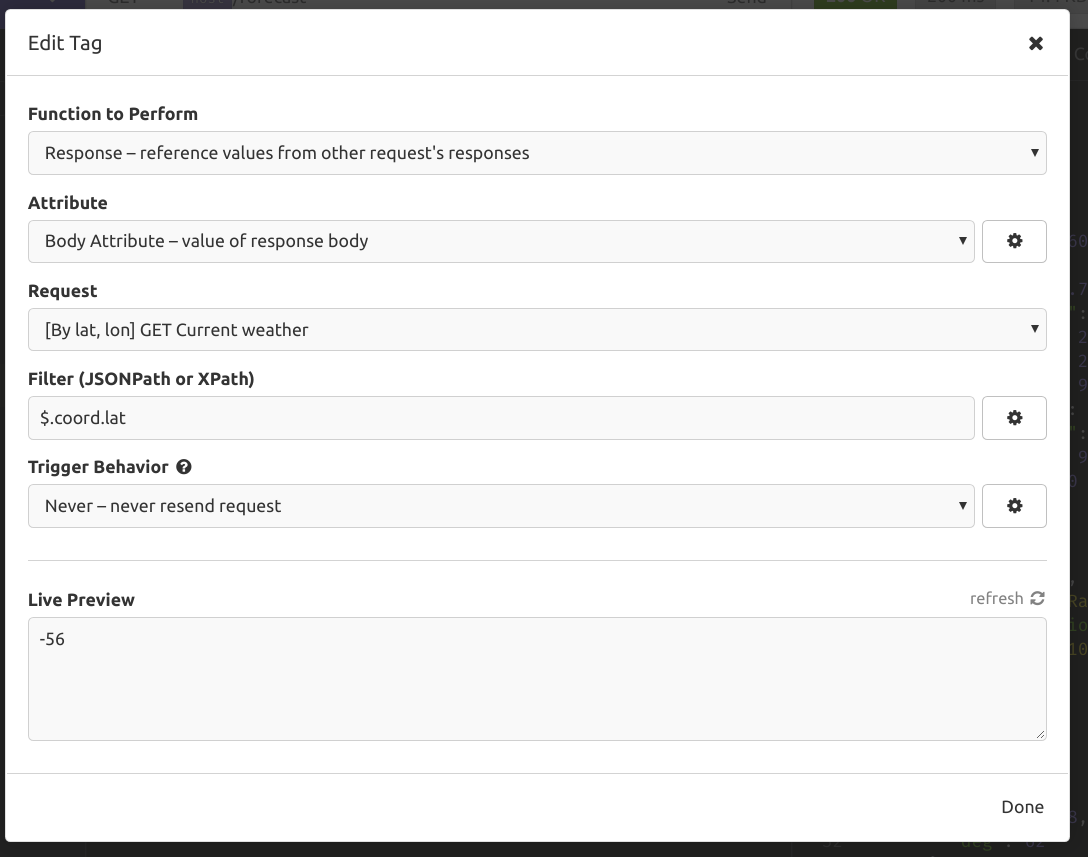 Edit Tag
Function to Perform
Response – reference values from other request's responses
Attribute
Body Attribute – value of response body
Request
[By lat, lon] GET Current weather
Filter (JSONPath or XPath)
$.coord.lat
Trigger Behavior
Never – never resend request
Live Preview
refresh
-56
Done